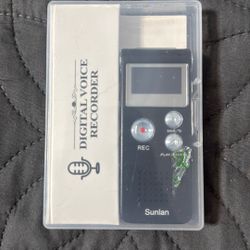 DIGITAL VOICE
RECORDER
REC
Sunlan